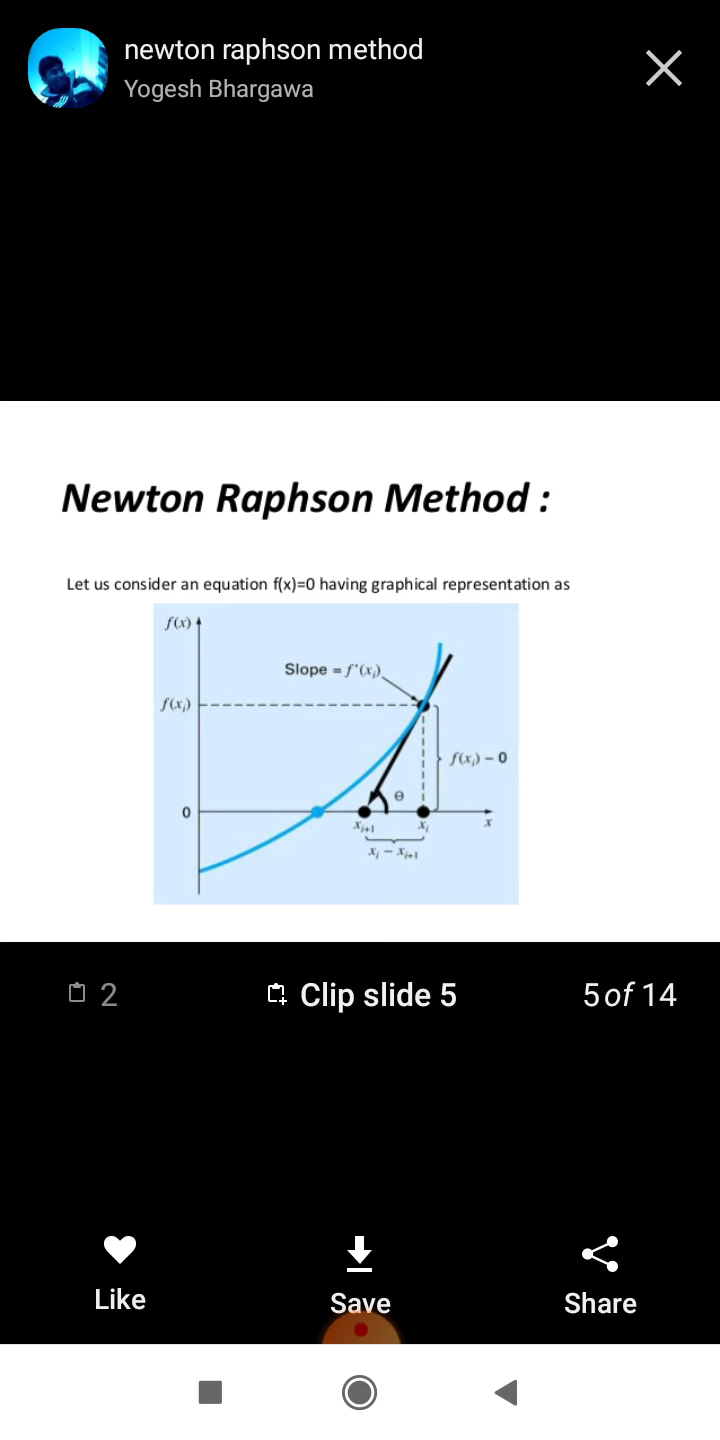 newton raphson method
Yogesh Bhargawa
Newton Raphson Method :
Let us consider an equation f(x)=0 having graphical representation as
f(x)
Slope = f'(xᵢ)
f(xᵢ)
f(xᵢ) – 0
θ
0
xᵢ₊₁
xᵢ
x
xᵢ – xᵢ₊₁
2
Clip slide 5
5 of 14
Like
Save
Share